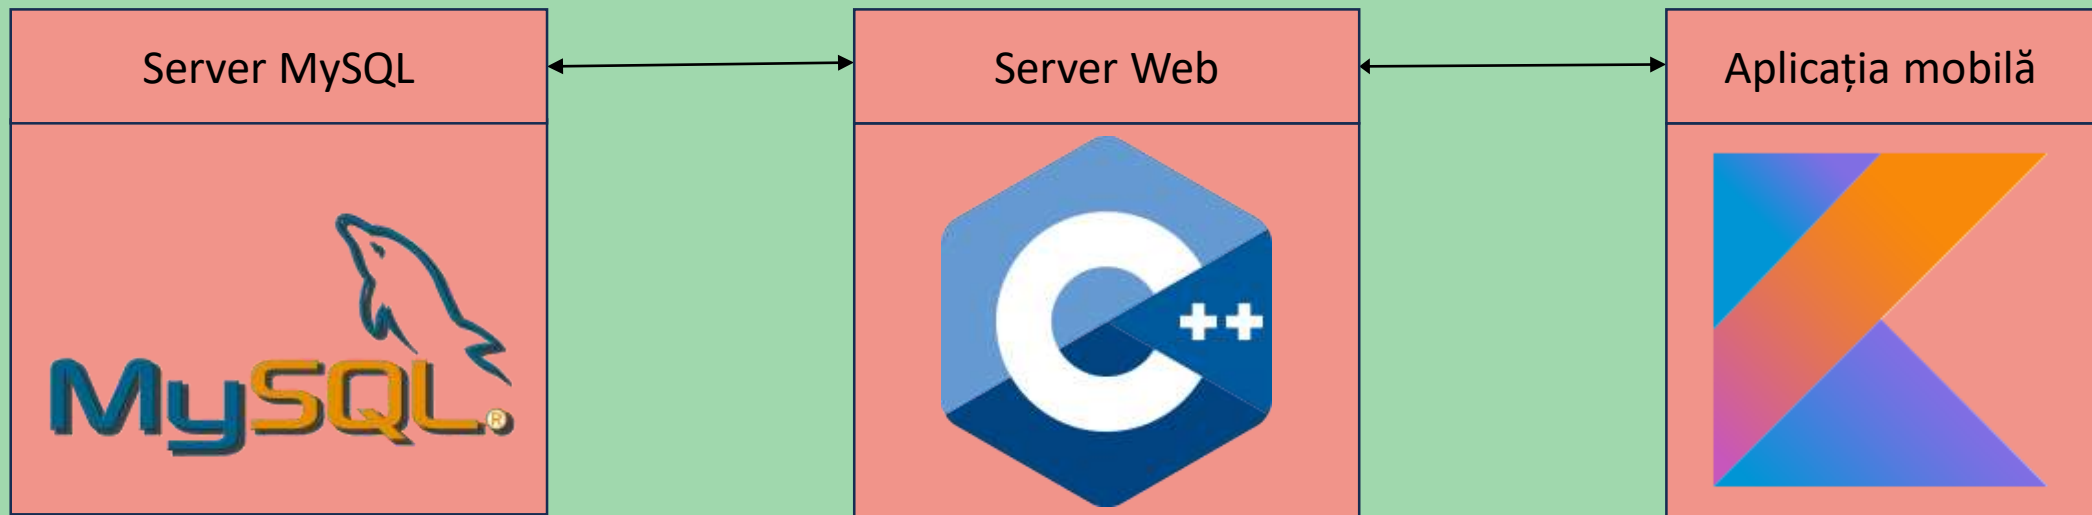 Server MySQL
Server Web
Aplicația mobilă
MySQL®
C++